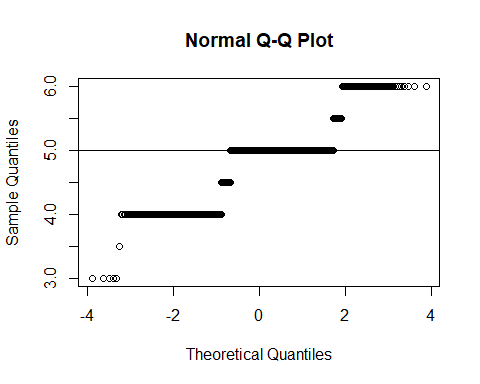 Normal Q-Q Plot
Sample Quantiles
6.0
5.0
4.0
3.0
-4 -2 0 2 4
Theoretical Quantiles